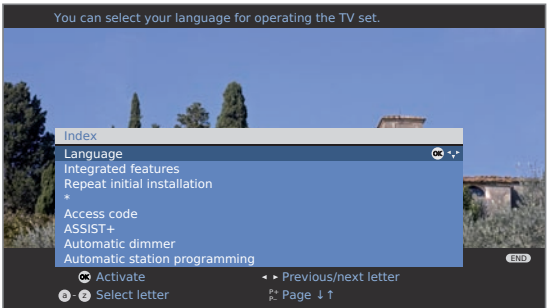 You can select your language for operating the TV set.
Index
Language OK
Integrated features
Repeat initial installation
*
Access code
ASSIST+
Automatic dimmer
Automatic station programming
END
OK Activate Previous/next letter
a - z Select letter P+ P– Page ↓↑